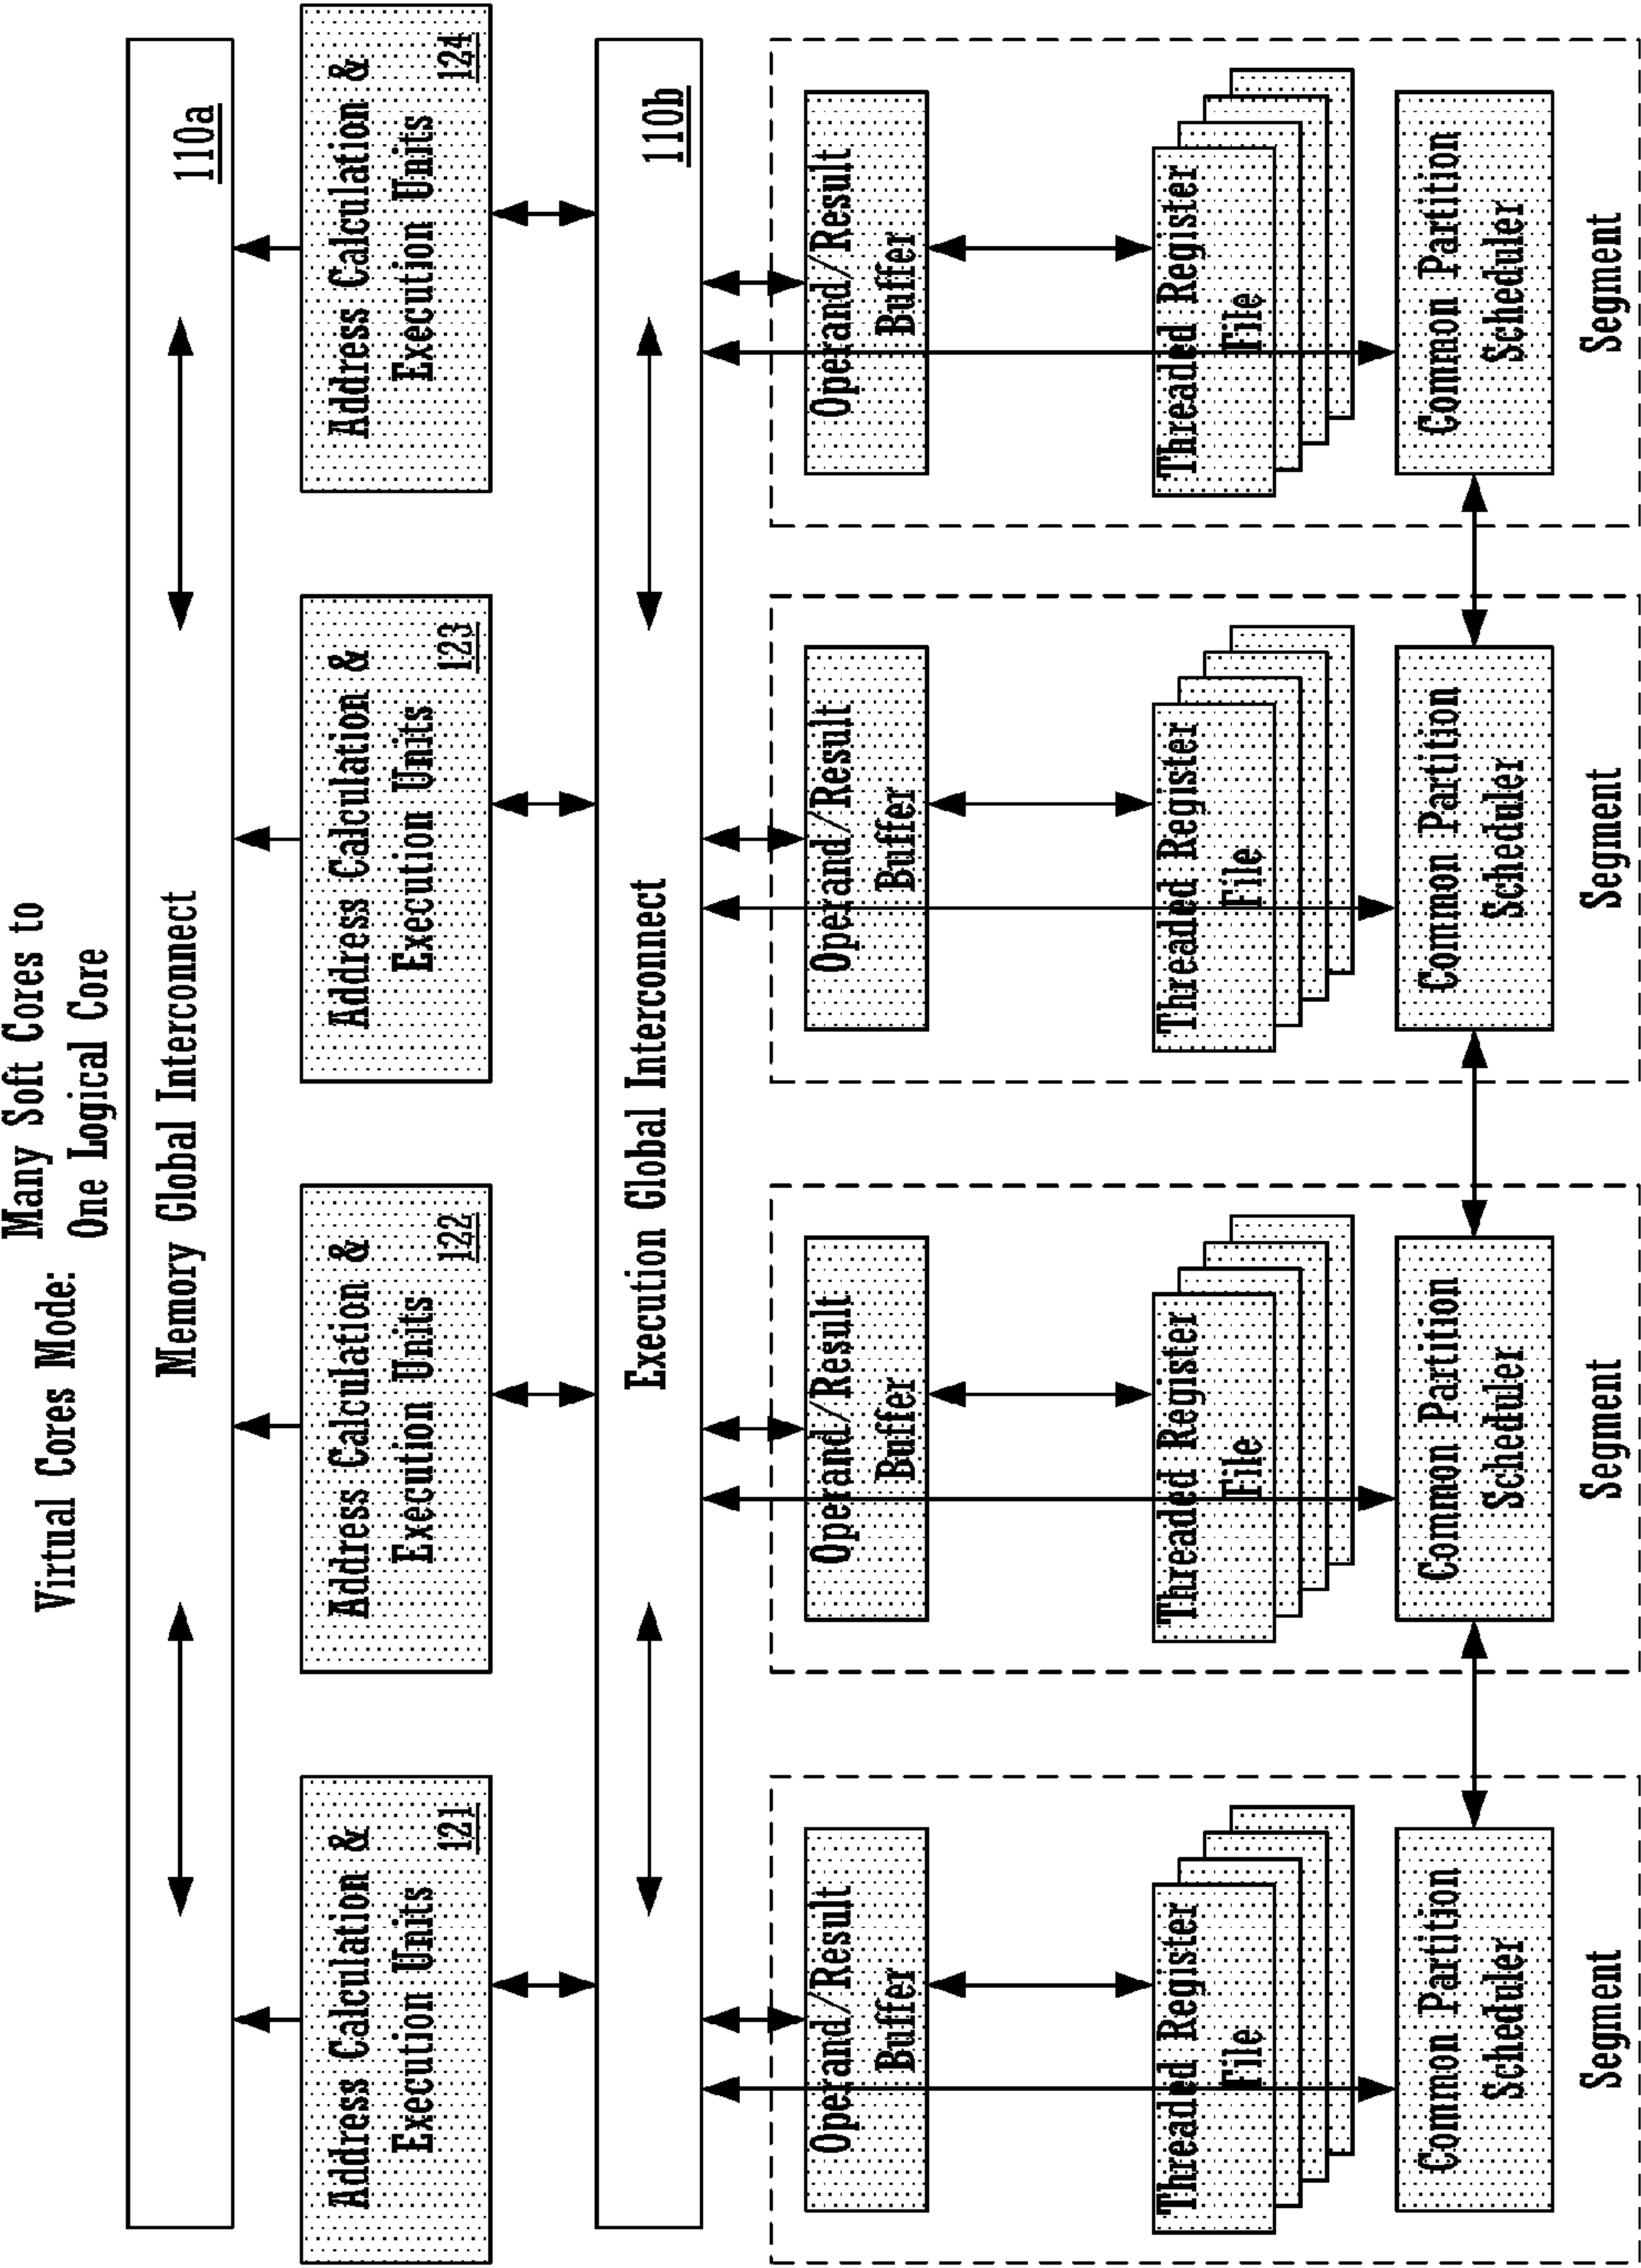 Virtual Cores Mode: Many Soft Cores to
One Logical Core
Memory Global Interconnect
110a
Address Calculation &
Execution Units
121
Address Calculation &
Execution Units
122
Address Calculation &
Execution Units
123
Address Calculation &
Execution Units
124
Execution Global Interconnect
110b
Operand/Result
Buffer
Operand/Result
Buffer
Operand/Result
Buffer
Operand/Result
Buffer
Threaded Register
File
Threaded Register
File
Threaded Register
File
Threaded Register
File
Common Partition
Scheduler
Common Partition
Scheduler
Common Partition
Scheduler
Common Partition
Scheduler
Segment
Segment
Segment
Segment